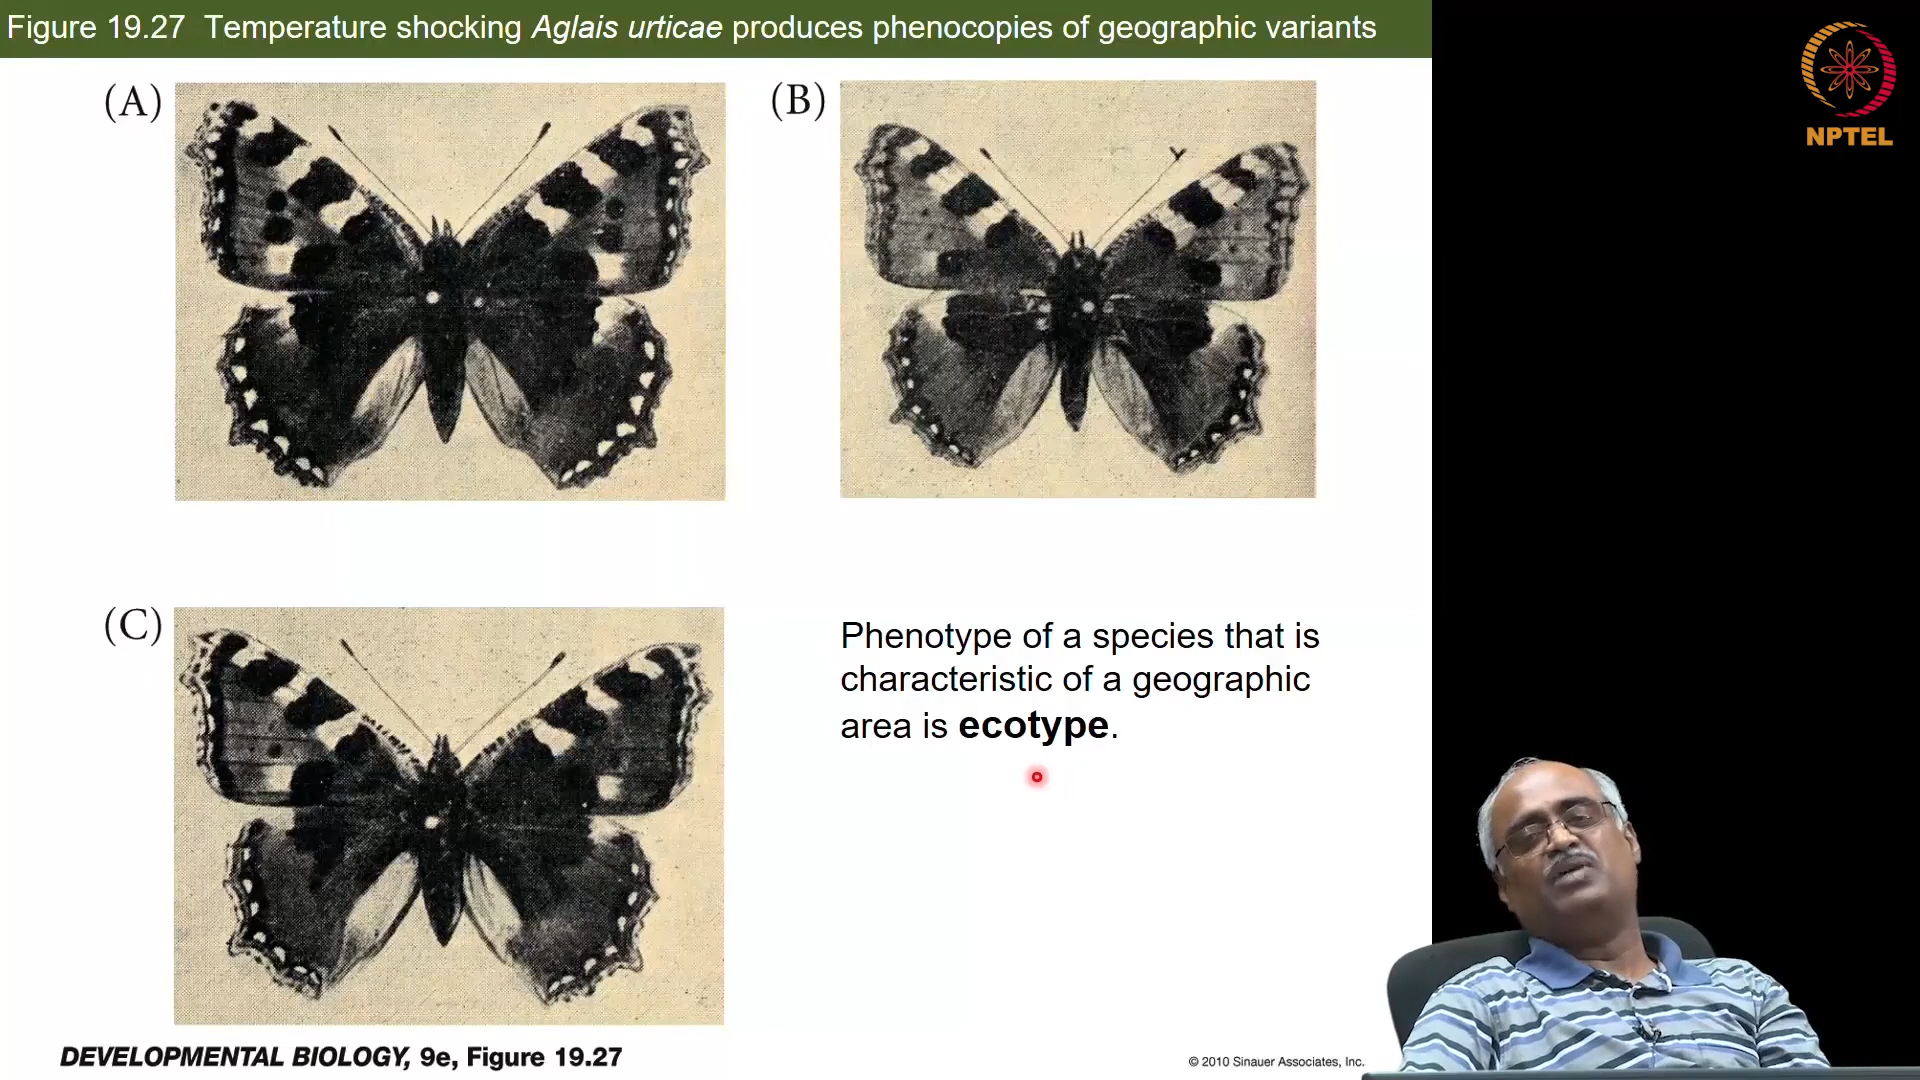 Figure 19.27 Temperature shocking Aglais urticae produces phenocopies of geographic variants
NPTEL
(A)
(B)
(C)
Phenotype of a species that is
characteristic of a geographic
area is ecotype.
DEVELOPMENTAL BIOLOGY, 9e, Figure 19.27
© 2010 Sinauer Associates, Inc.